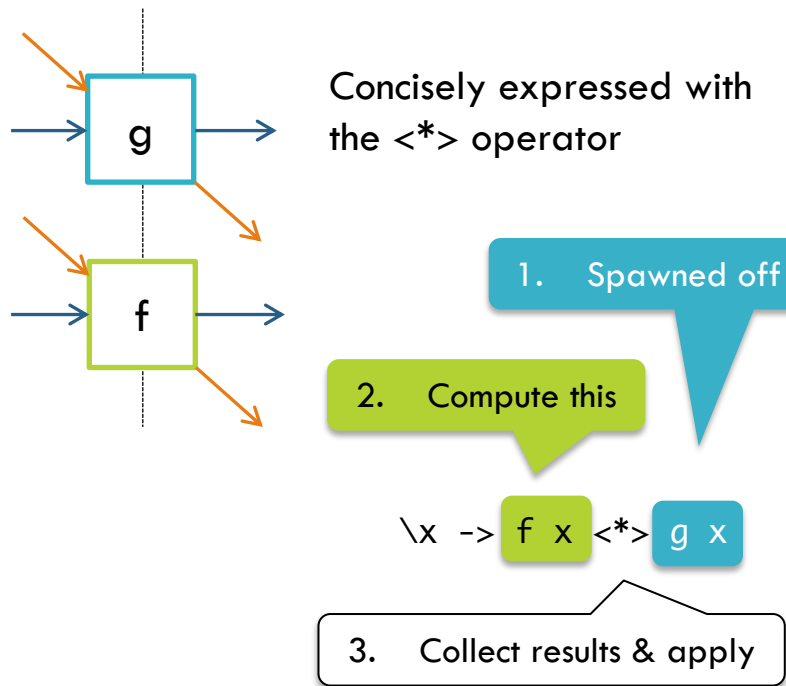 g
Concisely expressed with
the <*> operator
f
1. Spawned off
2. Compute this
\x -> f x <*> g x
3. Collect results & apply